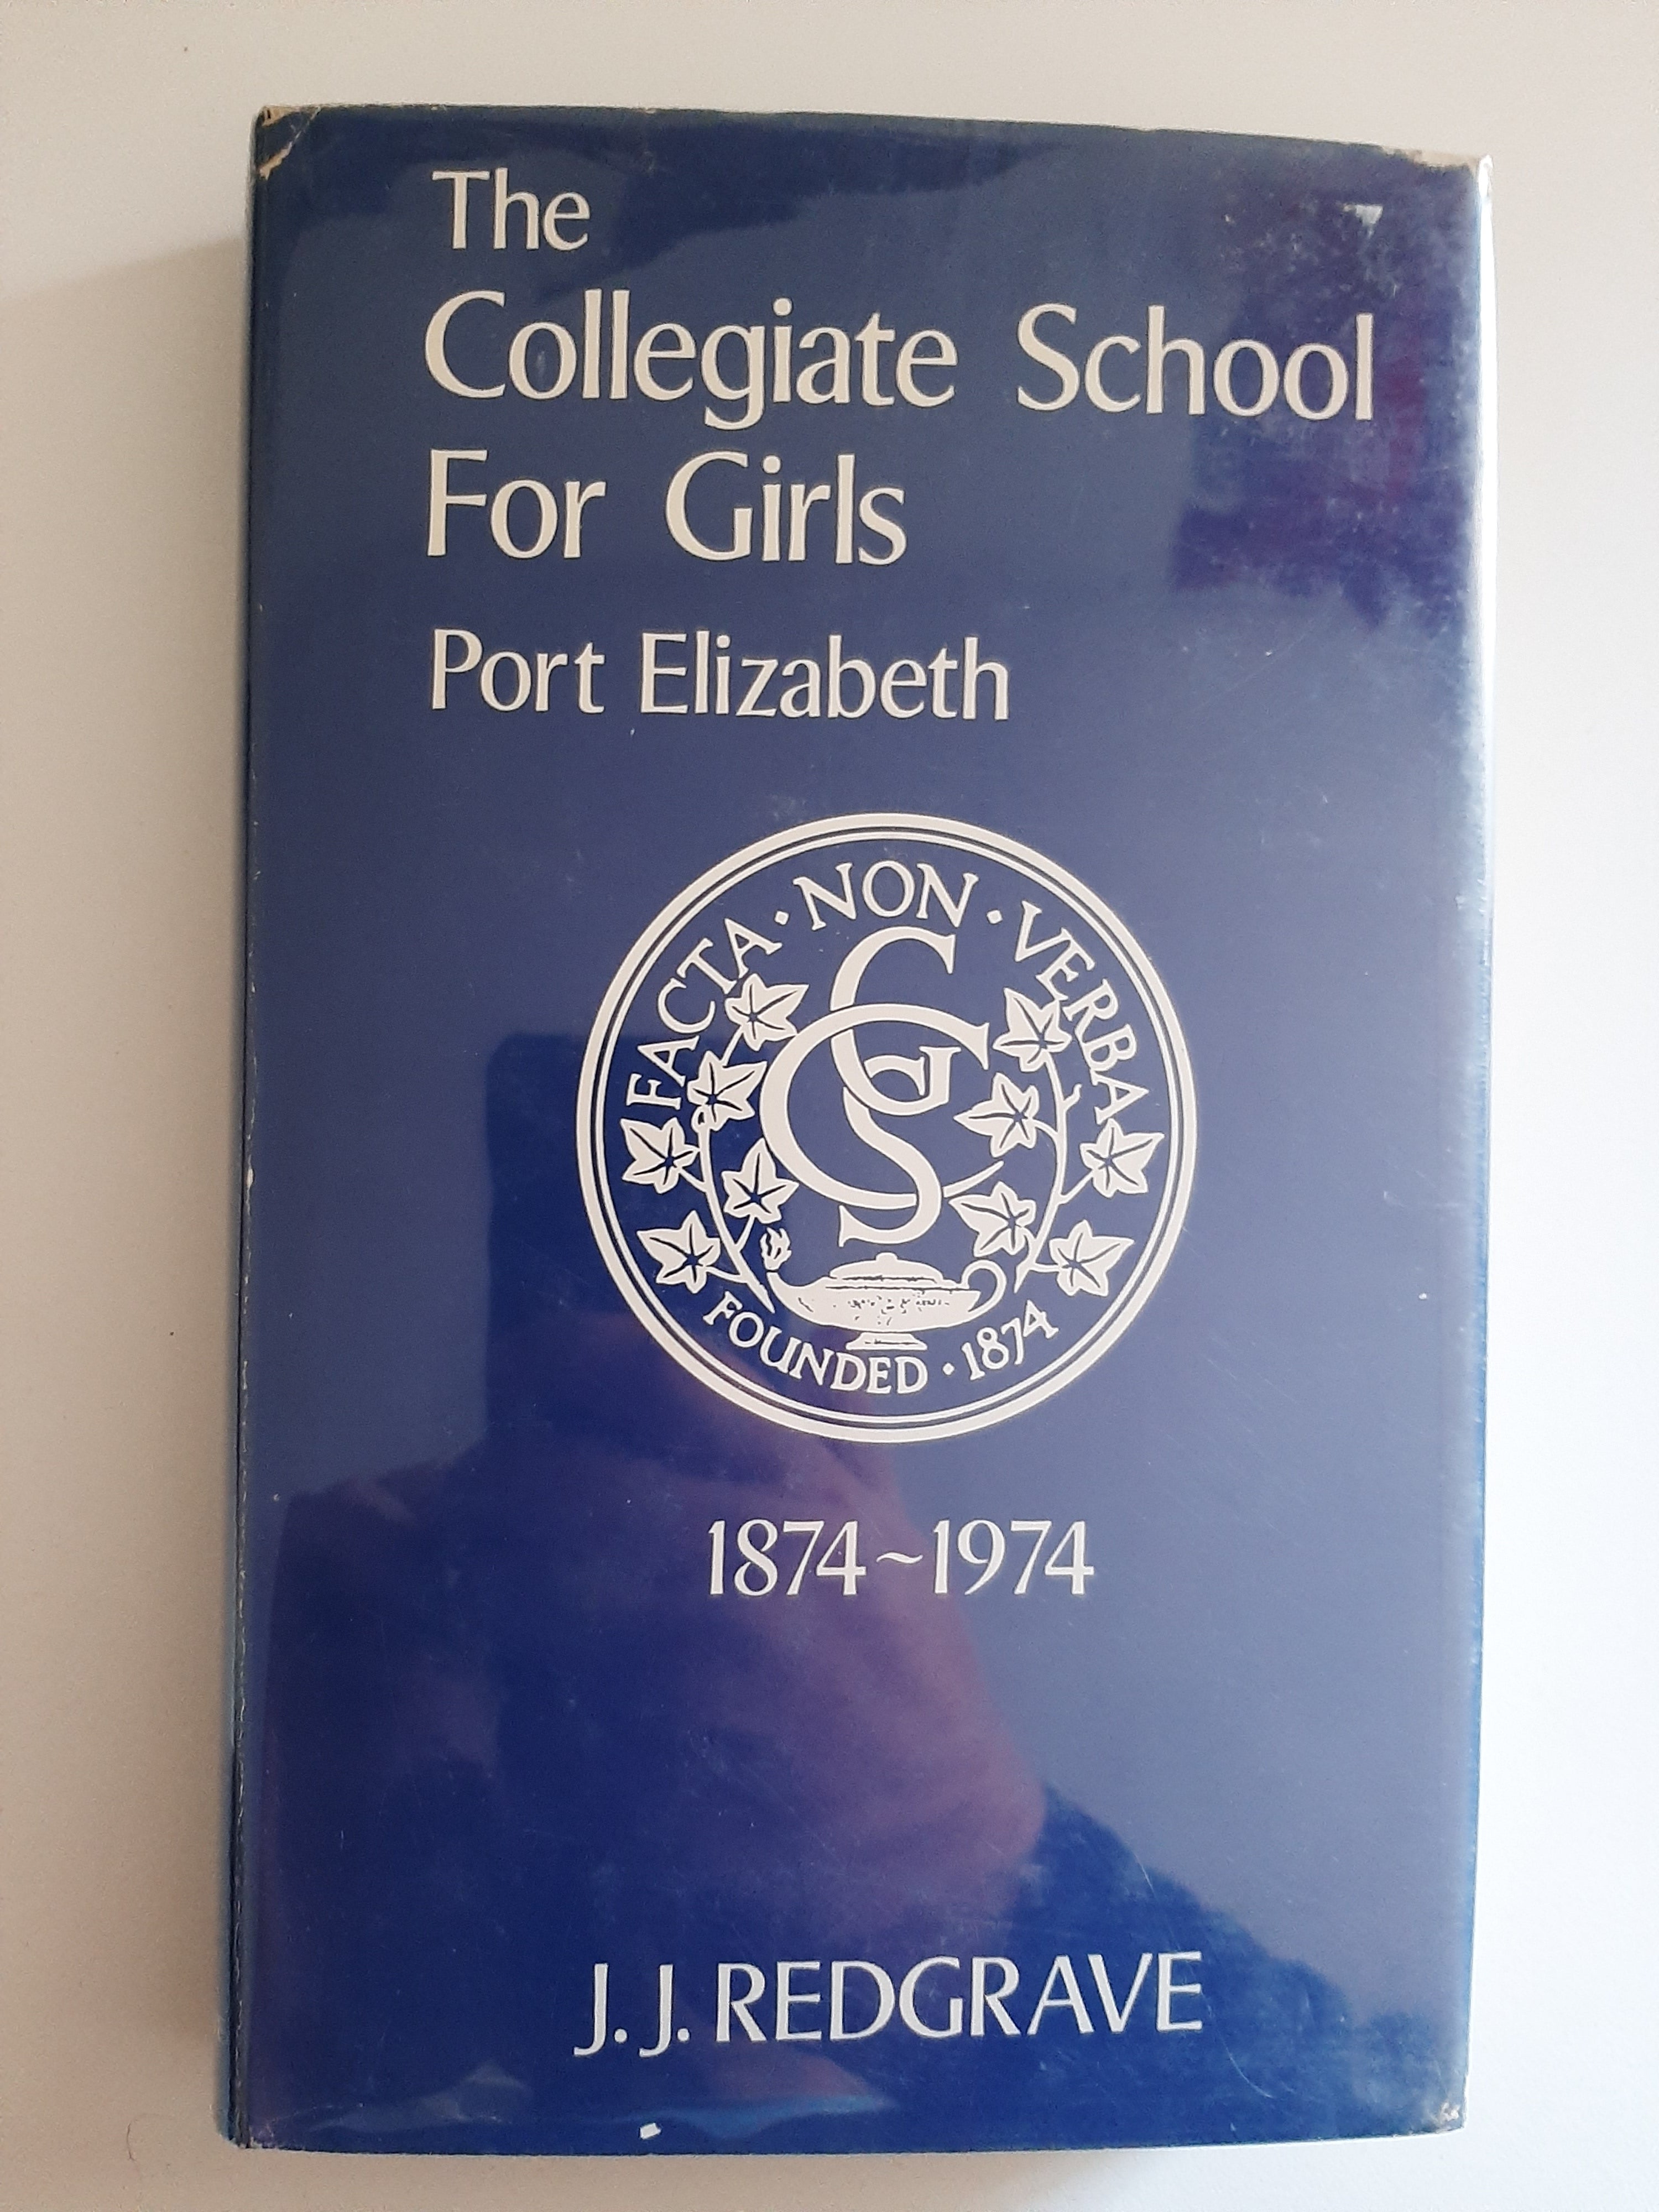 The
Collegiate School
For Girls
Port Elizabeth
FACTA · NON · VERBA
CGS
FOUNDED · 1874
1874~1974
J. J. REDGRAVE